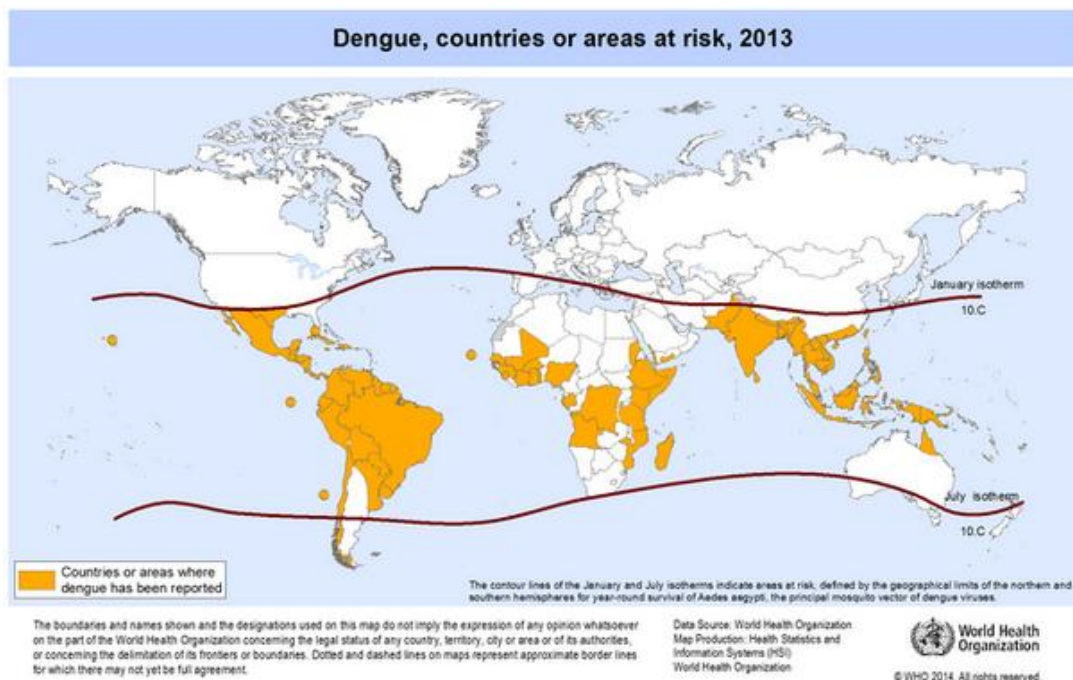 Dengue, countries or areas at risk, 2013
January isotherm
10.C
July isotherm
10.C
Countries or areas where
dengue has been reported
The contour lines of the January and July isotherms indicate areas at risk, defined by the geographical limits of the northern and
southern hemispheres for year-round survival of Aedes aegypti, the principal mosquito vector of dengue viruses.
The boundaries and names shown and the designations used on this map do not imply the expression of any opinion whatsoever
on the part of the World Health Organization concerning the legal status of any country, territory, city or area or of its authorities,
or concerning the delimitation of its frontiers or boundaries. Dotted and dashed lines on maps represent approximate border lines
for which there may not yet be full agreement.
Data Source: World Health Organization
Map Production: Health Statistics and
Information Systems (HSI)
World Health Organization
World Health
Organization
© WHO 2014. All rights reserved.